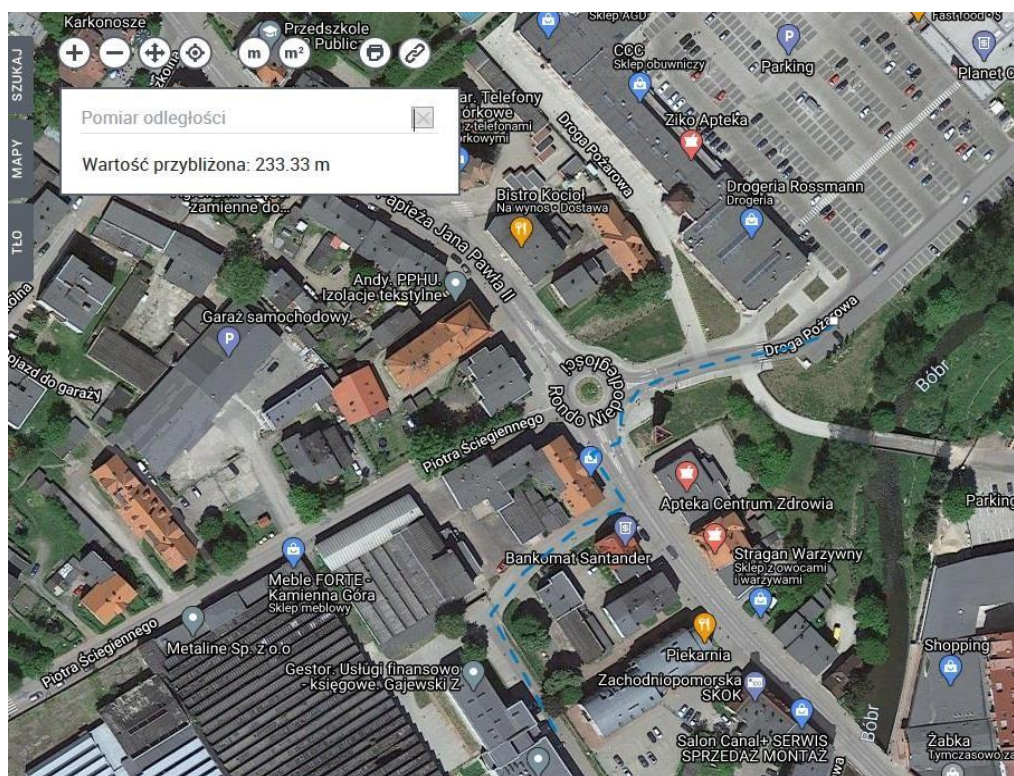 Karkonosze
Przedszkole
Publicz
Sklep AGD
CCC
Sklep obuwniczy
Parking
Fast food • $
Planet
SZUKAJ
MAPY
TŁO
m
m²
Pomiar odległości
Wartość przybliżona: 233.33 m
Telefony
z telefonami
Droga Pożarowa
Ziko Apteka
Drogeria Rossmann
Drogeria
Bistro Kocioł
Na wynos • Dostawa
zamienne do...
Papieża Jana Pawła II
Andy. PPHU.
Izolacje tekstylne
Garaż samochodowy
ojazd do garaży
Droga Pożarowa
Bóbr
Rondo Niepodległości
Piotra Ściegiennego
Apteka Centrum Zdrowia
Parking
Bankomat Santander
Stragan Warzywny
Sklep z owocami
i warzywami
Meble FORTE -
Kamienna Góra
Sklep meblowy
Piotra Ściegiennego
Metaline Sp. z o.o
Gestor. Usługi finansowo
- księgowe. Gajewski Z
Piekarnia
Zachodniopomorska
SKOK
Shopping
Bóbr
Salon Canal+ SERWIS
SPRZEDAŻ MONTAŻ
Żabka
Tymczasowo za